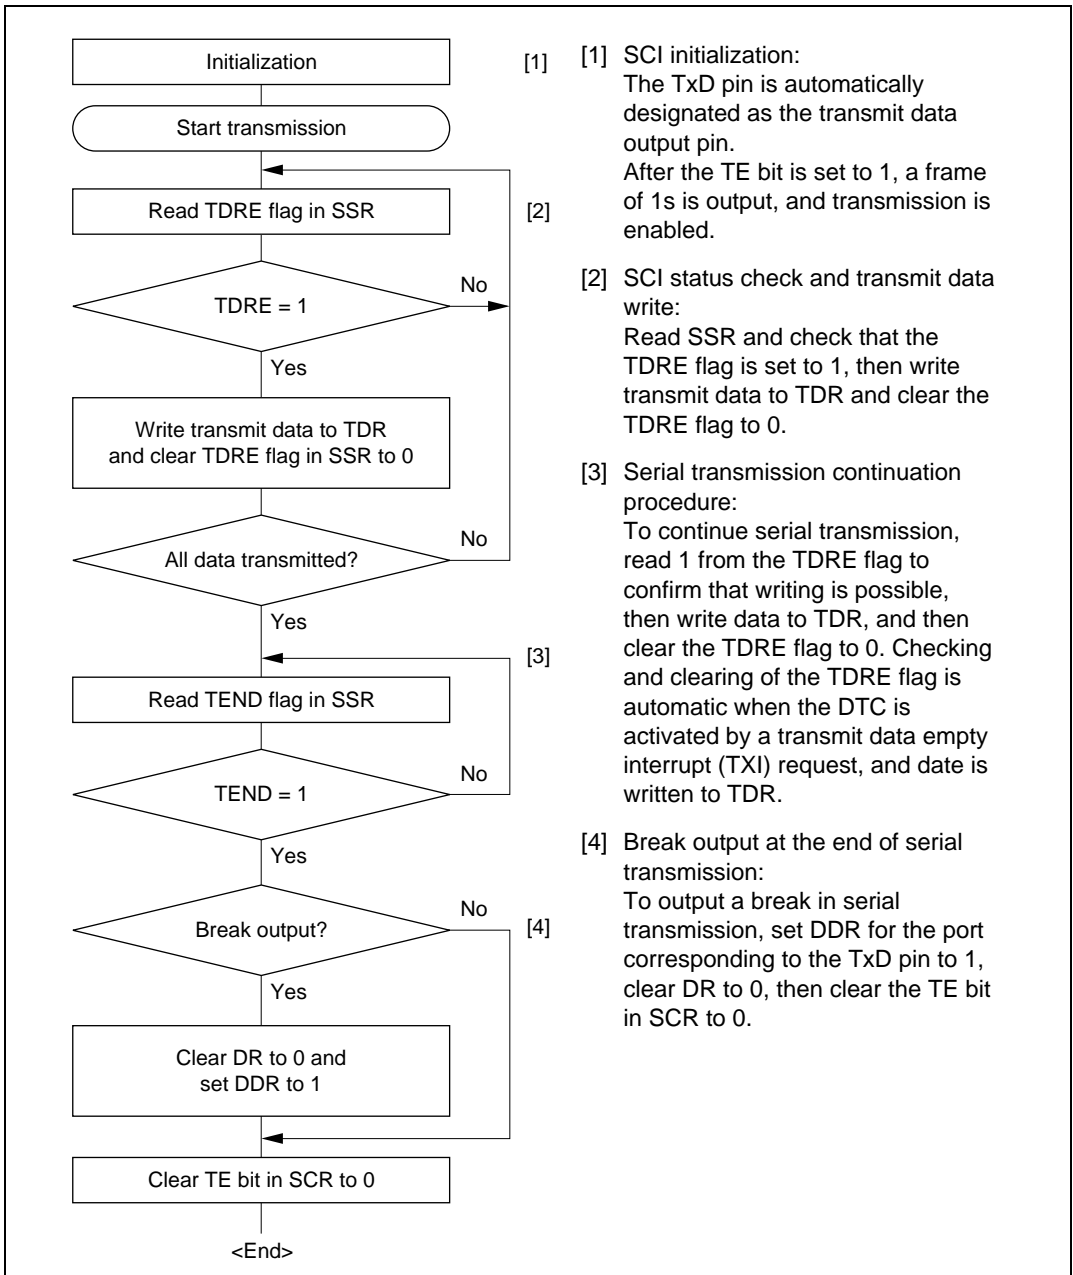 Initialization
[1]
Start transmission
Read TDRE flag in SSR
[2]
TDRE = 1
No
Yes
Write transmit data to TDR
and clear TDRE flag in SSR to 0
All data transmitted?
No
Yes
[3]
Read TEND flag in SSR
TEND = 1
No
Yes
Break output?
No
[4]
Yes
Clear DR to 0 and
set DDR to 1
Clear TE bit in SCR to 0
<End>
[1] SCI initialization:
The TxD pin is automatically
designated as the transmit data
output pin.
After the TE bit is set to 1, a frame
of 1s is output, and transmission is
enabled.
[2] SCI status check and transmit data
write:
Read SSR and check that the
TDRE flag is set to 1, then write
transmit data to TDR and clear the
TDRE flag to 0.
[3] Serial transmission continuation
procedure:
To continue serial transmission,
read 1 from the TDRE flag to
confirm that writing is possible,
then write data to TDR, and then
clear the TDRE flag to 0. Checking
and clearing of the TDRE flag is
automatic when the DTC is
activated by a transmit data empty
interrupt (TXI) request, and date is
written to TDR.
[4] Break output at the end of serial
transmission:
To output a break in serial
transmission, set DDR for the port
corresponding to the TxD pin to 1,
clear DR to 0, then clear the TE bit
in SCR to 0.